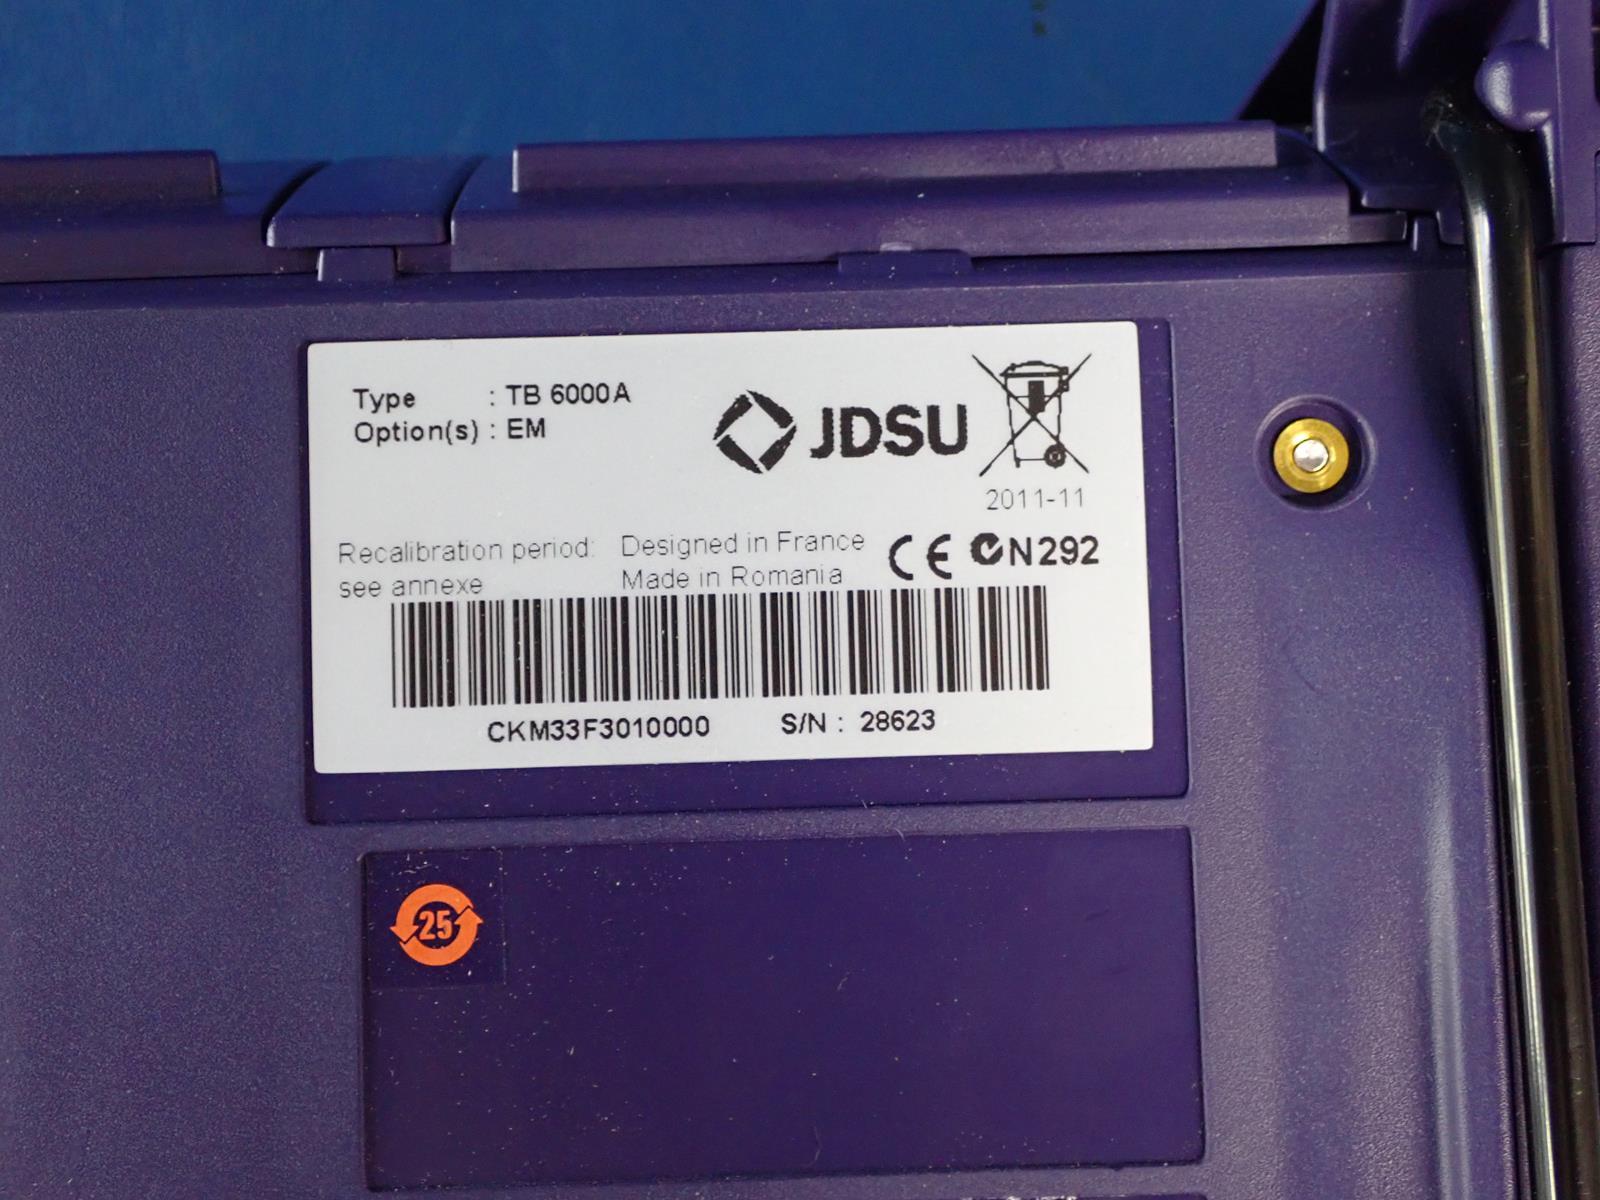 Type : TB 6000A
Option(s) : EM
JDSU
2011-11
Recalibration period:
see annexe
Designed in France
Made in Romania
CE N292
CKM33F3010000 S/N : 28623
25